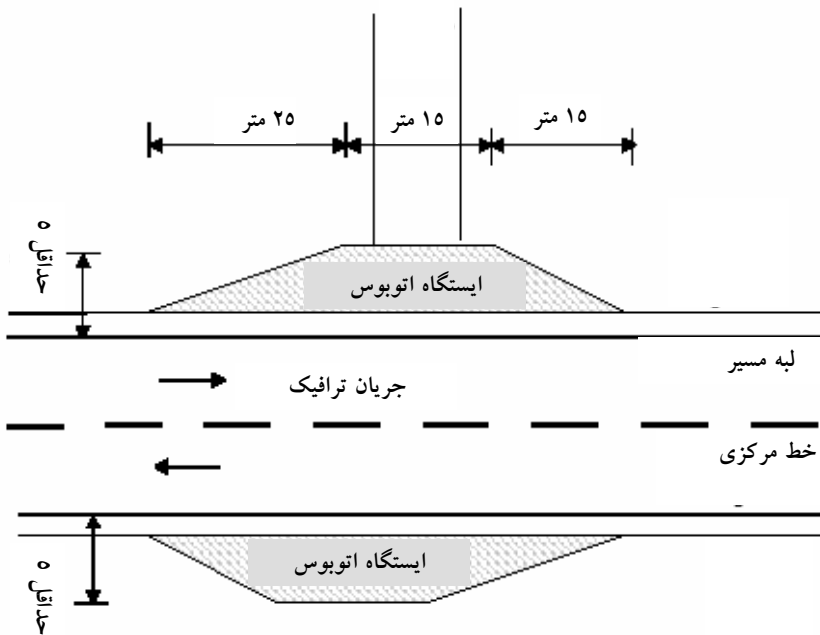 ۱۵ متر
۱۵ متر
۲۵ متر
حداقل ۵
ایستگاه اتوبوس
لبه مسیر
جریان ترافیک
خط مرکزی
ایستگاه اتوبوس
حداقل ۵